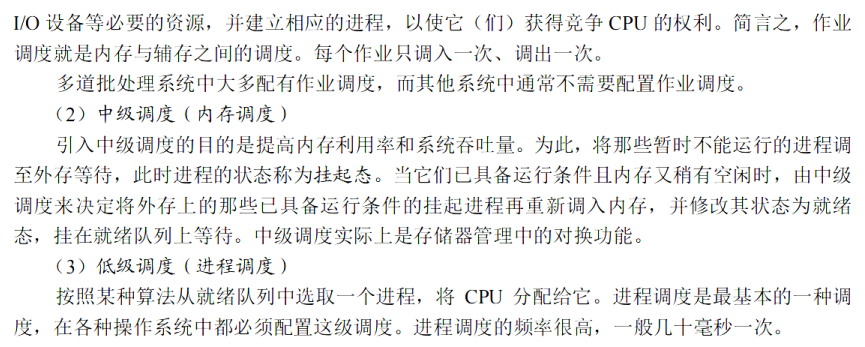 I/O 设备等必要的资源，并建立相应的进程，以使它（们）获得竞争 CPU 的权利。简言之，作业
调度就是内存与辅存之间的调度。每个作业只调入一次、调出一次。
多道批处理系统中大多配有作业调度，而其他系统中通常不需要配置作业调度。
（2）中级调度（内存调度）
引入中级调度的目的是提高内存利用率和系统吞吐量。为此，将那些暂时不能运行的进程调
至外存等待，此时进程的状态称为挂起态。当它们已具备运行条件且内存又稍有空闲时，由中级
调度来决定将外存上的那些已具备运行条件的挂起进程再重新调入内存，并修改其状态为就绪
态，挂在就绪队列上等待。中级调度实际上是存储器管理中的对换功能。
（3）低级调度（进程调度）
按照某种算法从就绪队列中选取一个进程，将 CPU 分配给它。进程调度是最基本的一种调
度，在各种操作系统中都必须配置这级调度。进程调度的频率很高，一般几十毫秒一次。